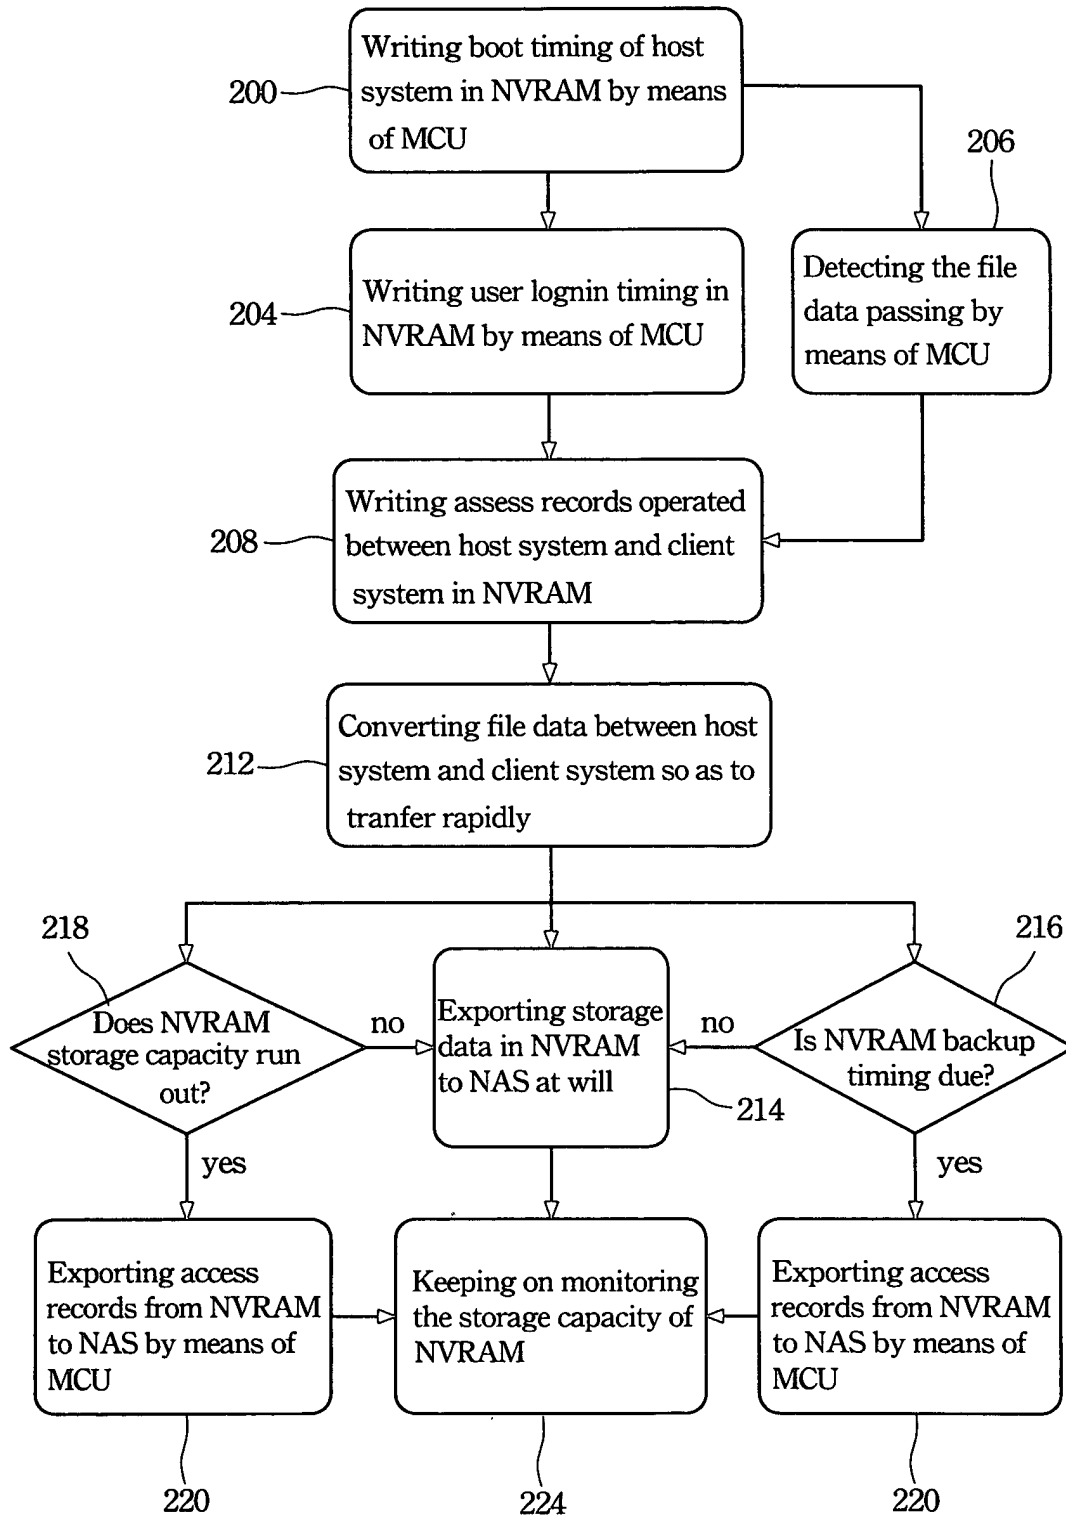 Writing boot timing of host
system in NVRAM by means
of MCU
200
206
Writing user lognin timing in
NVRAM by means of MCU
204
Detecting the file
data passing by
means of MCU
Writing assess records operated
between host system and client
system in NVRAM
208
Converting file data between host
system and client system so as to
tranfer rapidly
212
218
216
Does NVRAM
storage capacity run
out?
no
Exporting storage
data in NVRAM
to NAS at will
214
no
Is NVRAM backup
timing due?
yes
yes
Exporting access
records from NVRAM
to NAS by means of
MCU
Keeping on monitoring
the storage capacity of
NVRAM
Exporting access
records from NVRAM
to NAS by means of
MCU
220
224
220